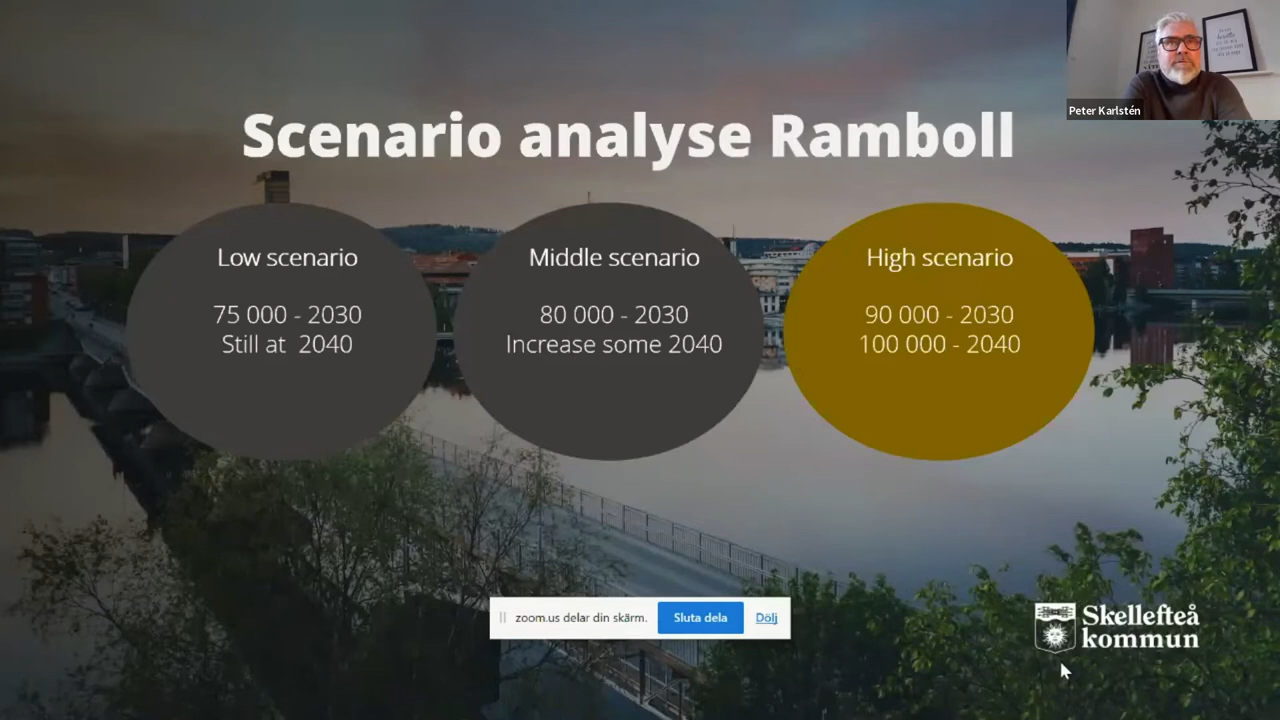 Peter Karlstén
Scenario analyse Ramboll
Low scenario
75 000 - 2030
Still at 2040
Middle scenario
80 000 - 2030
Increase some 2040
High scenario
90 000 - 2030
100 000 - 2040
zoom.us delar din skärm.
Sluta dela
Dölj
Skellefteå
kommun